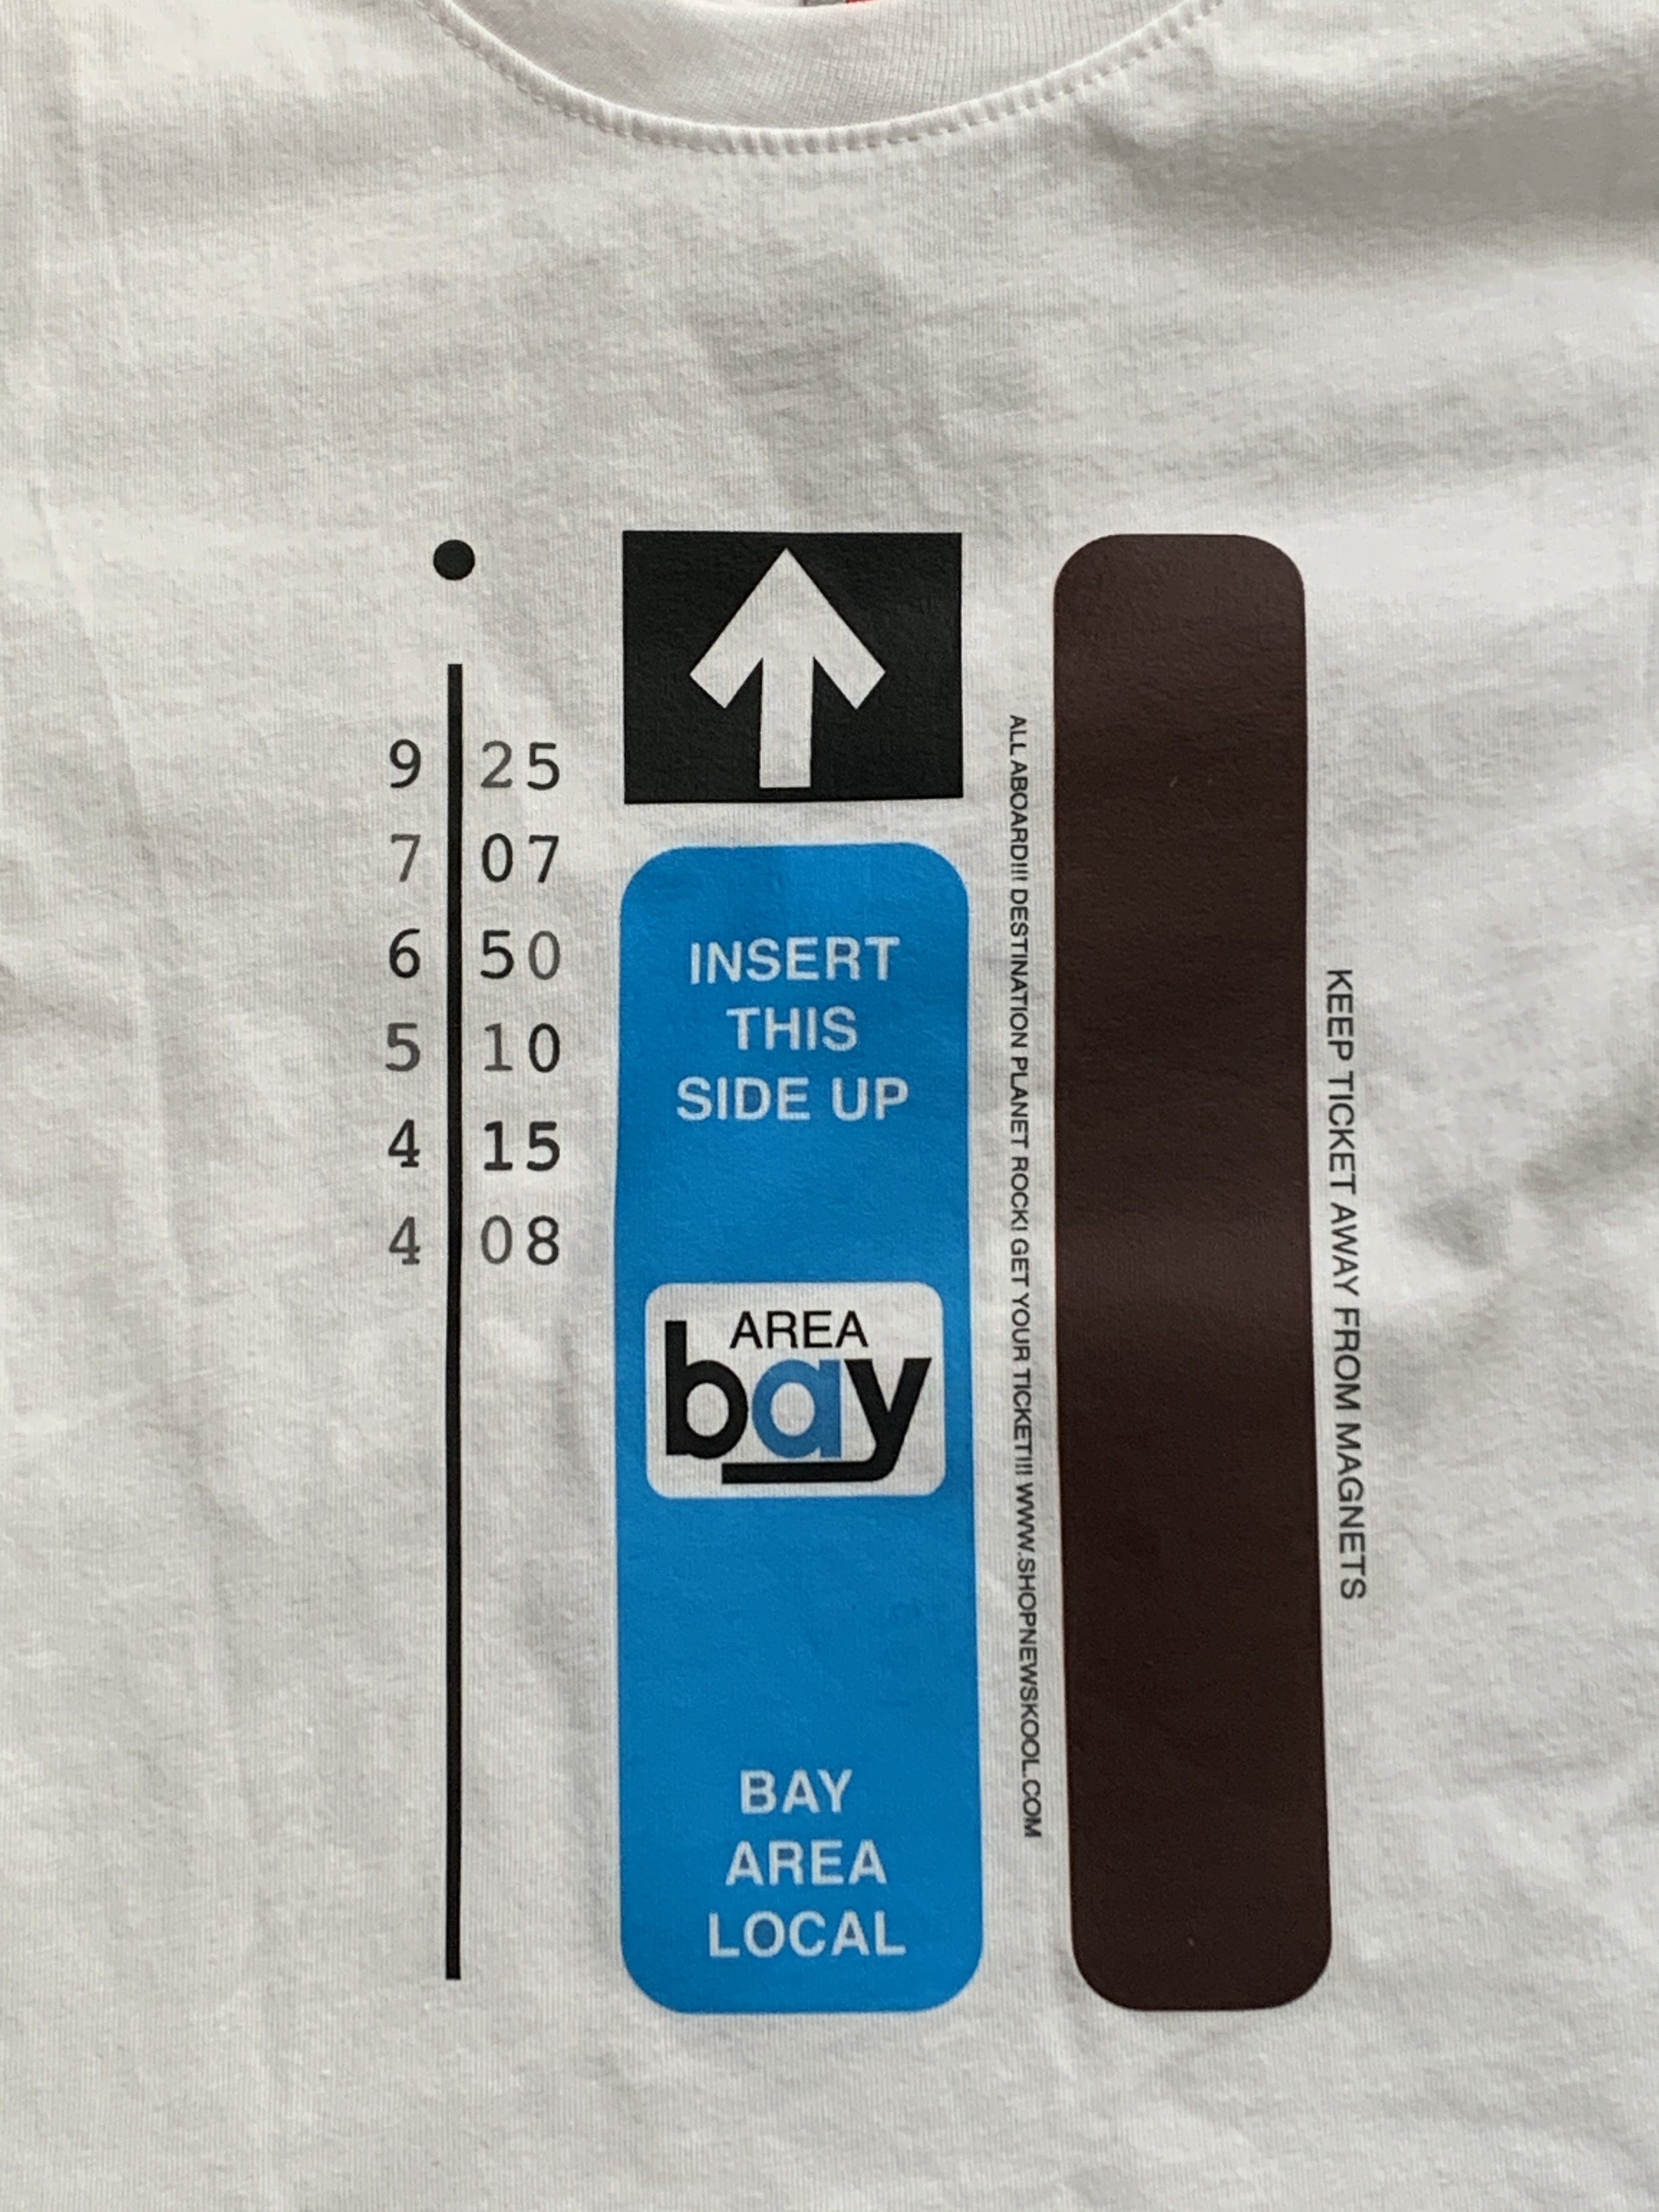 9 25
7 07
6 50
5 10
4 15
4 08
INSERT
THIS
SIDE UP
AREA
bay
BAY
AREA
LOCAL
ALL ABOARD!!! DESTINATION PLANET ROCK! GET YOUR TICKET!!! WWW.SHOPNEWSKOOL.COM
KEEP TICKET AWAY FROM MAGNETS